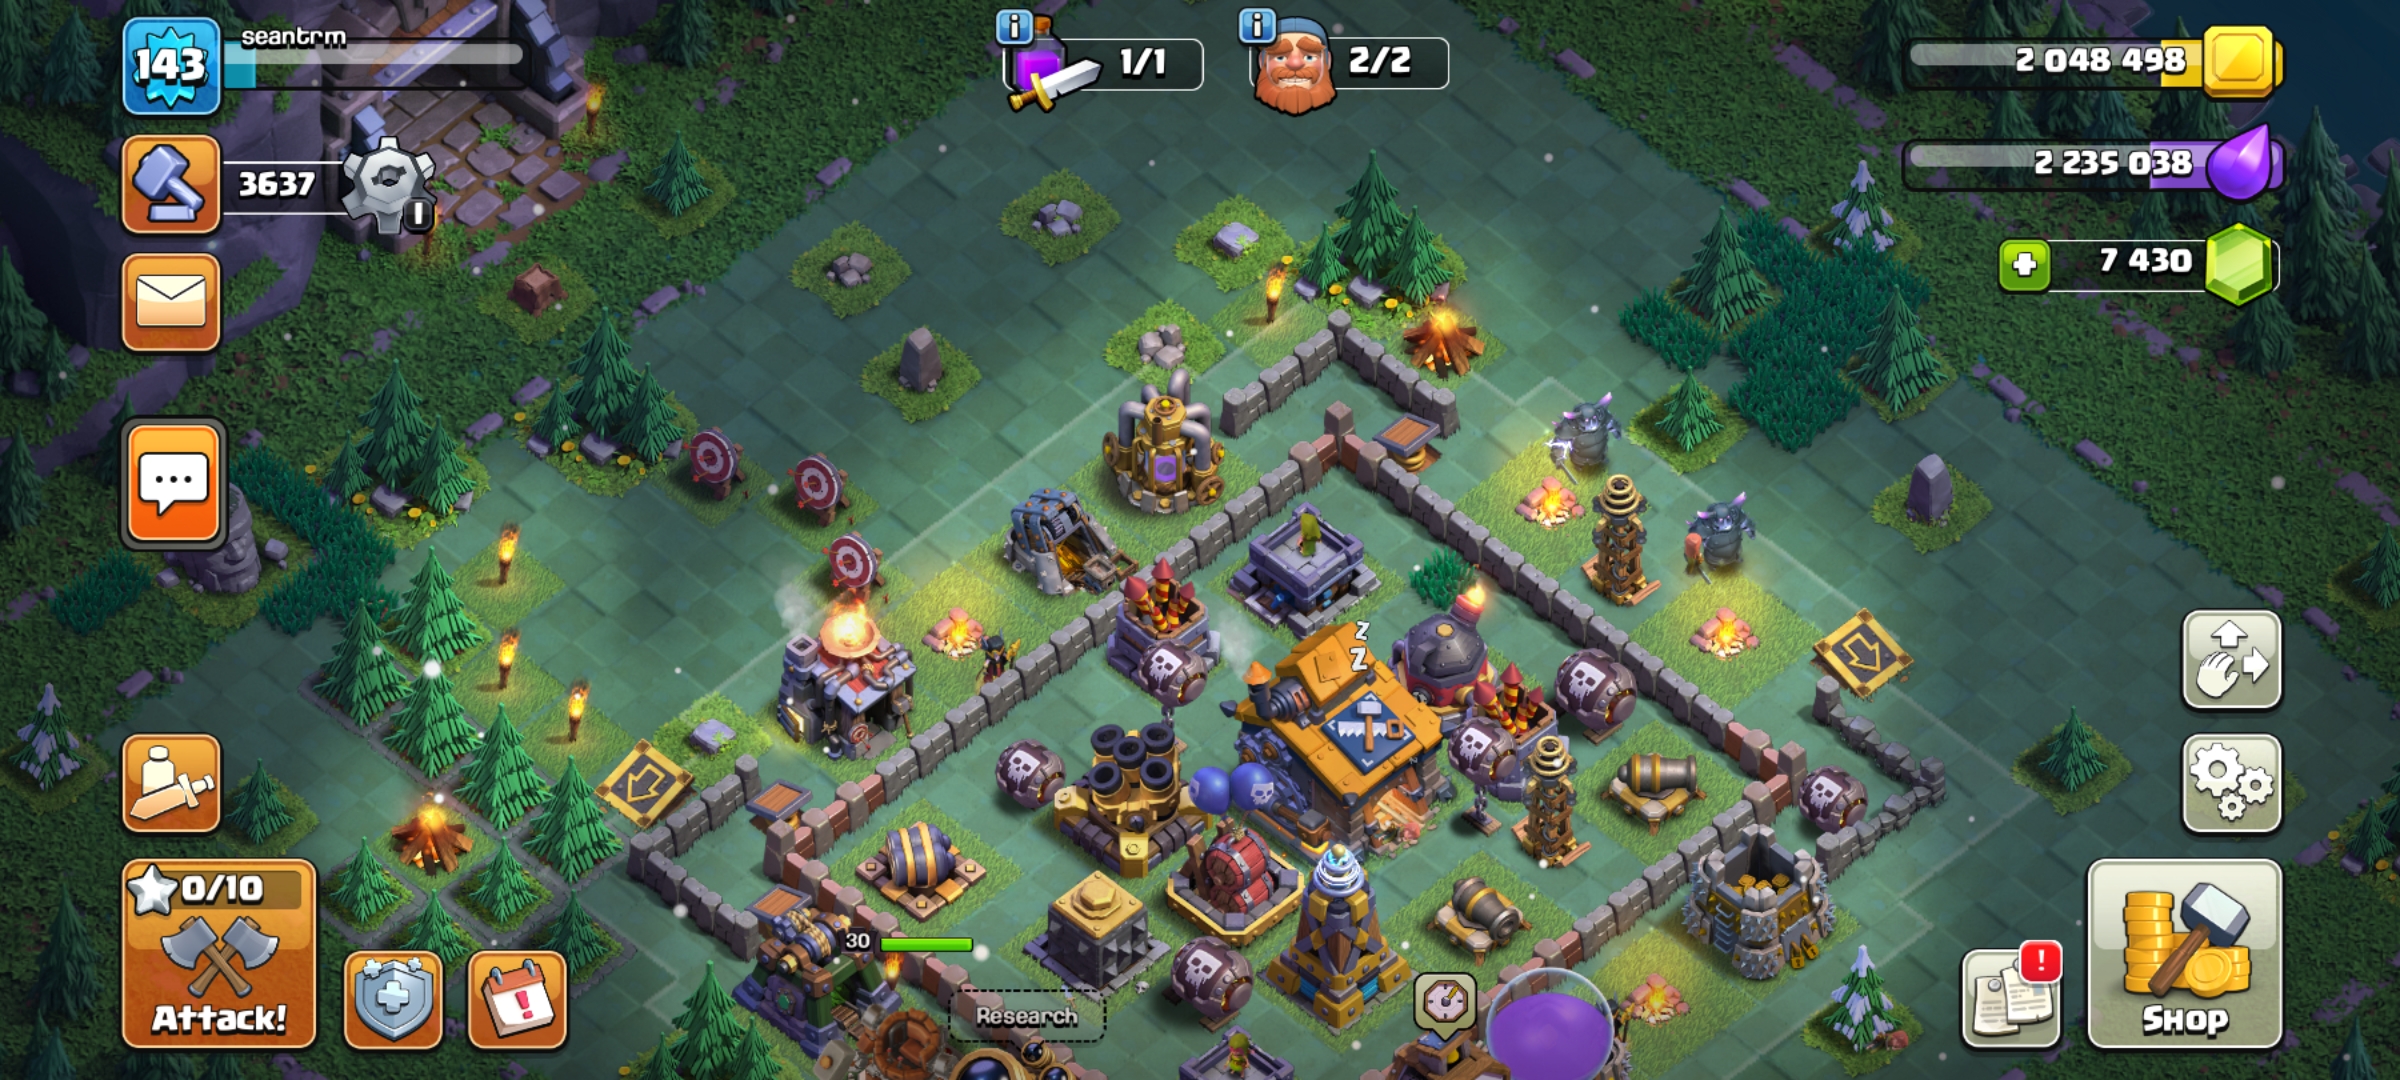 143
seantrm
1/1
2/2
2 048 498
3637
I
2 235 038
7 430
Z
Z
0/10
Attack!
30
Research
!
Shop